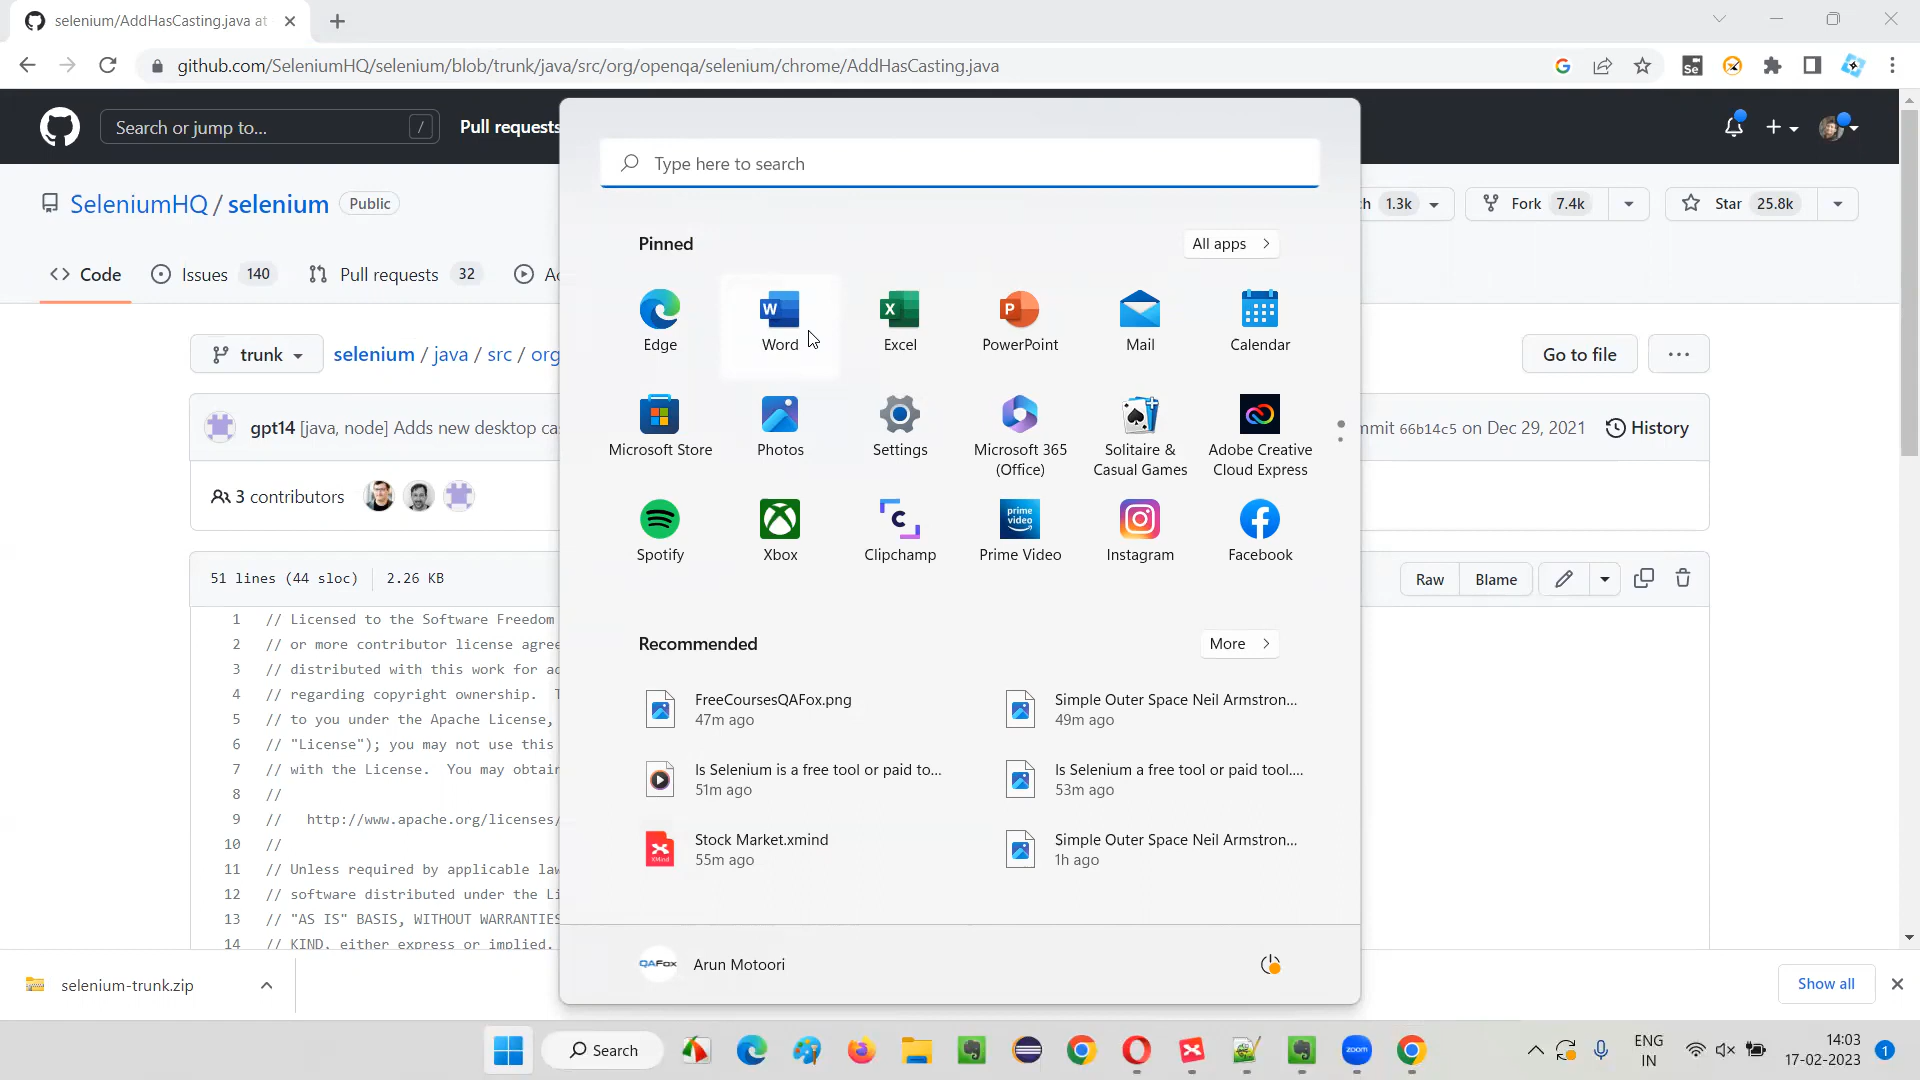 selenium/AddHasCasting.java at
github.com/SeleniumHQ/selenium/blob/trunk/java/src/org/openqa/selenium/chrome/AddHasCasting.java
Se
Search or jump to... /
Pull requests
SeleniumHQ / selenium Public
1.3k
Fork 7.4k
Star 25.8k
Code
Issues 140
Pull requests 32
trunk
selenium / java / src / org
Go to file
...
gpt14 [java, node] Adds new desktop ca
66b14c5 on Dec 29, 2021
History
3 contributors
51 lines (44 sloc) 2.26 KB
Raw
Blame
1 // Licensed to the Software Freedom
2 // or more contributor license agree
3 // distributed with this work for ad
4 // regarding copyright ownership. T
5 // to you under the Apache License,
6 // "License"); you may not use this
7 // with the License. You may obtain
8 //
9 // http://www.apache.org/licenses/
10 //
11 // Unless required by applicable law
12 // software distributed under the Li
13 // "AS IS" BASIS, WITHOUT WARRANTIES
14 // KIND, either express or implied.
Type here to search
Pinned
All apps
Edge
Word
Excel
PowerPoint
Mail
Calendar
Microsoft Store
Photos
Settings
Microsoft 365
(Office)
Solitaire &
Casual Games
Adobe Creative
Cloud Express
prime
video
Spotify
Xbox
Clipchamp
Prime Video
Instagram
Facebook
Recommended
More
FreeCoursesQAFox.png
47m ago
Simple Outer Space Neil Armstron...
49m ago
Is Selenium is a free tool or paid to...
51m ago
Is Selenium a free tool or paid tool....
53m ago
Stock Market.xmind
55m ago
Simple Outer Space Neil Armstron...
1h ago
QAFox
Arun Motoori
selenium-trunk.zip
Show all
Search
zoom
ENG
IN
14:03
17-02-2023
1